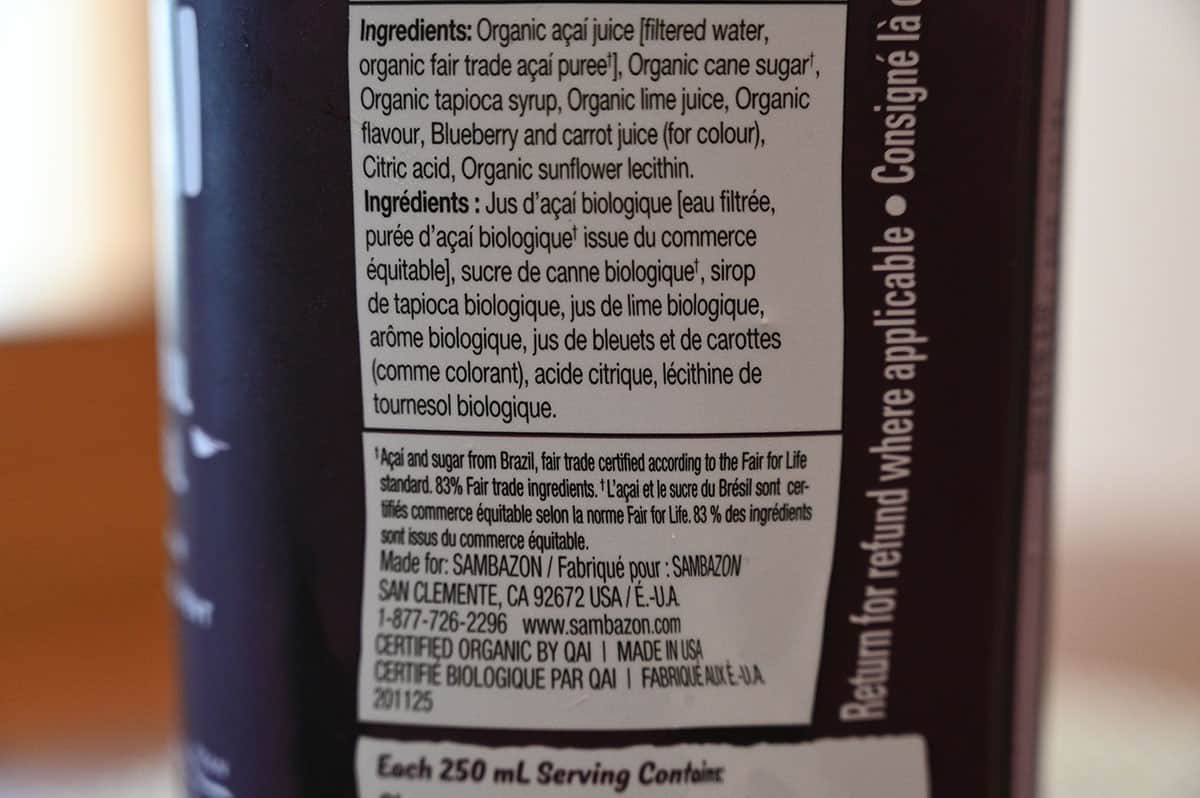 Ingredients: Organic açaí juice [filtered water,
organic fair trade açaí puree†], Organic cane sugar†,
Organic tapioca syrup, Organic lime juice, Organic
flavour, Blueberry and carrot juice (for colour),
Citric acid, Organic sunflower lecithin.
Ingrédients : Jus d'açaí biologique [eau filtrée,
purée d'açaí biologique† issue du commerce
équitable], sucre de canne biologique†, sirop
de tapioca biologique, jus de lime biologique,
arôme biologique, jus de bleuets et de carottes
(comme colorant), acide citrique, lécithine de
tournesol biologique.
†Açaí and sugar from Brazil, fair trade certified according to the Fair for Life
standard. 83% Fair trade ingredients. †L'açai et le sucre du Brésil sont cer-
tifiés commerce équitable selon la norme Fair for Life. 83 % des ingrédients
sont issus du commerce équitable.
Made for: SAMBAZON / Fabriqué pour : SAMBAZON
SAN CLEMENTE, CA 92672 USA / É.-U.A
1-877-726-2296 www.sambazon.com
CERTIFIED ORGANIC BY QAI | MADE IN USA
CERTIFIÉ BIOLOGIQUE PAR QAI | FABRIQUÉ AUX É-U.A
201125
Each 250 mL Serving Contains
Return for refund where applicable • Consigné là